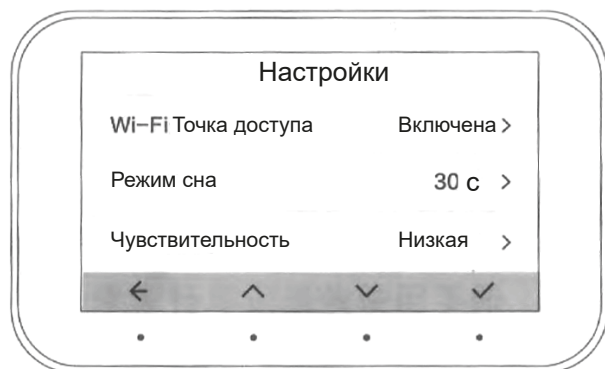 Настройки
Wi-Fi Точка доступа Включена >
Режим сна 30 с >
Чувствительность Низкая >